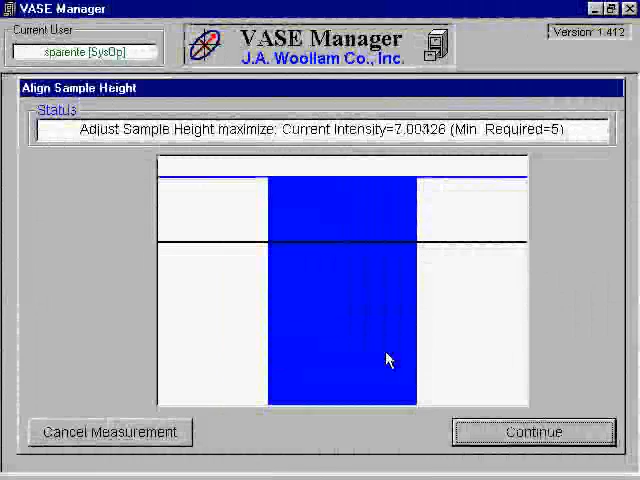 VASE Manager
Current User
sparente [SysOp]
VASE Manager
J.A. Woollam Co., Inc.
Version: 1.412
Align Sample Height
Status
Adjust Sample Height maximize: Current Intensity=7.003126 (Min Required=5)
Cancel Measurement
Continue